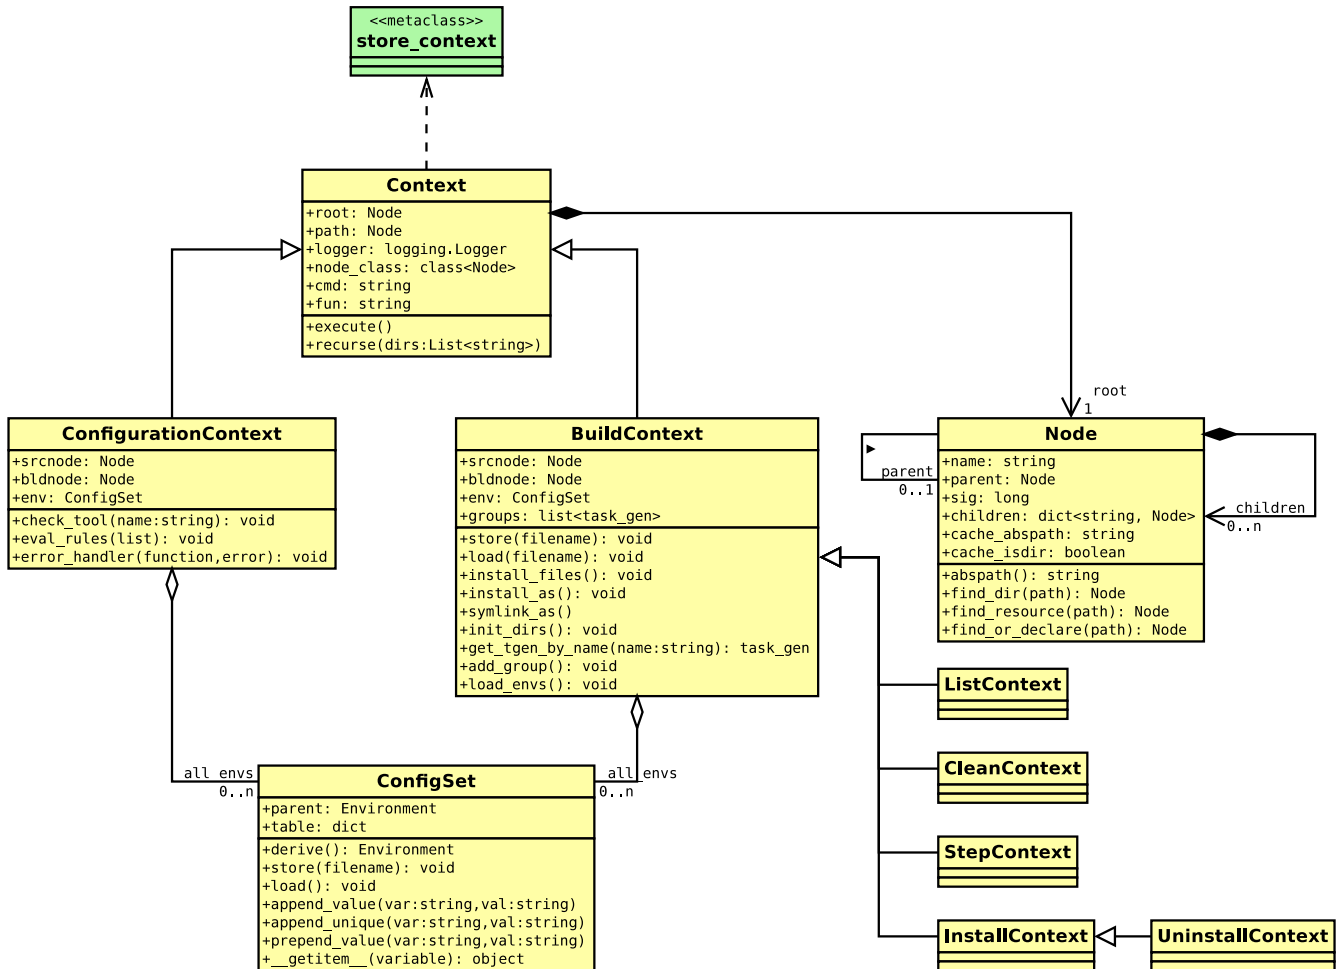 <<metaclass>>
store_context
Context
+root: Node
+path: Node
+logger: logging.Logger
+node_class: class<Node>
+cmd: string
+fun: string
+execute()
+recurse(dirs:List<string>)
root
1
ConfigurationContext
+srcnode: Node
+bldnode: Node
+env: ConfigSet
+check_tool(name:string): void
+eval_rules(list): void
+error_handler(function,error): void
BuildContext
+srcnode: Node
+bldnode: Node
+env: ConfigSet
+groups: list<task_gen>
+store(filename): void
+load(filename): void
+install_files(): void
+install_as(): void
+symlink_as()
+init_dirs(): void
+get_tgen_by_name(name:string): task_gen
+add_group(): void
+load_envs(): void
parent
0..1
Node
+name: string
+parent: Node
+sig: long
+children: dict<string, Node>
+cache_abspath: string
+cache_isdir: boolean
+abspath(): string
+find_dir(path): Node
+find_resource(path): Node
+find_or_declare(path): Node
children
0..n
ListContext
CleanContext
StepContext
InstallContext
UninstallContext
all_envs
0..n
ConfigSet
+parent: Environment
+table: dict
+derive(): Environment
+store(filename): void
+load(): void
+append_value(var:string,val:string)
+append_unique(var:string,val:string)
+prepend_value(var:string,val:string)
+__getitem__(variable): object
all_envs
0..n